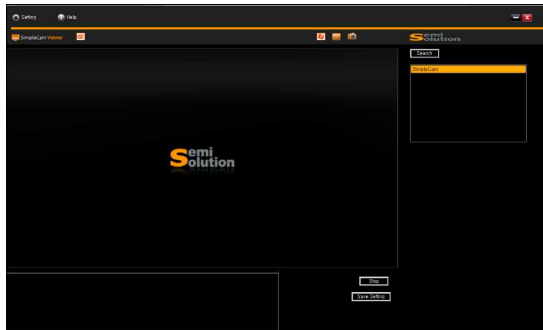 Setting Help
SimpleCam Viewer
Semi
Solution
Search
SimpleCam
Semi
Solution
Stop
Save Setting